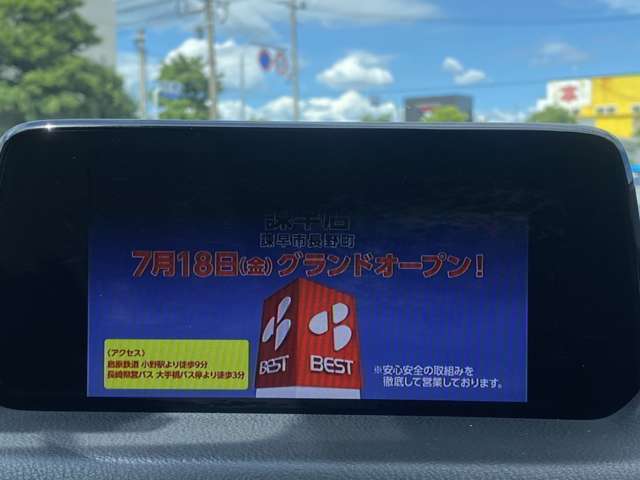 諫早店
諫早市長野町
7月18日(金)グランドオープン!
BEST BEST
〈アクセス〉
島原鉄道 小野駅より徒歩9分
長崎県営バス 大手橋バス停より徒歩3分
※安心安全の取組みを
徹底して営業しております。